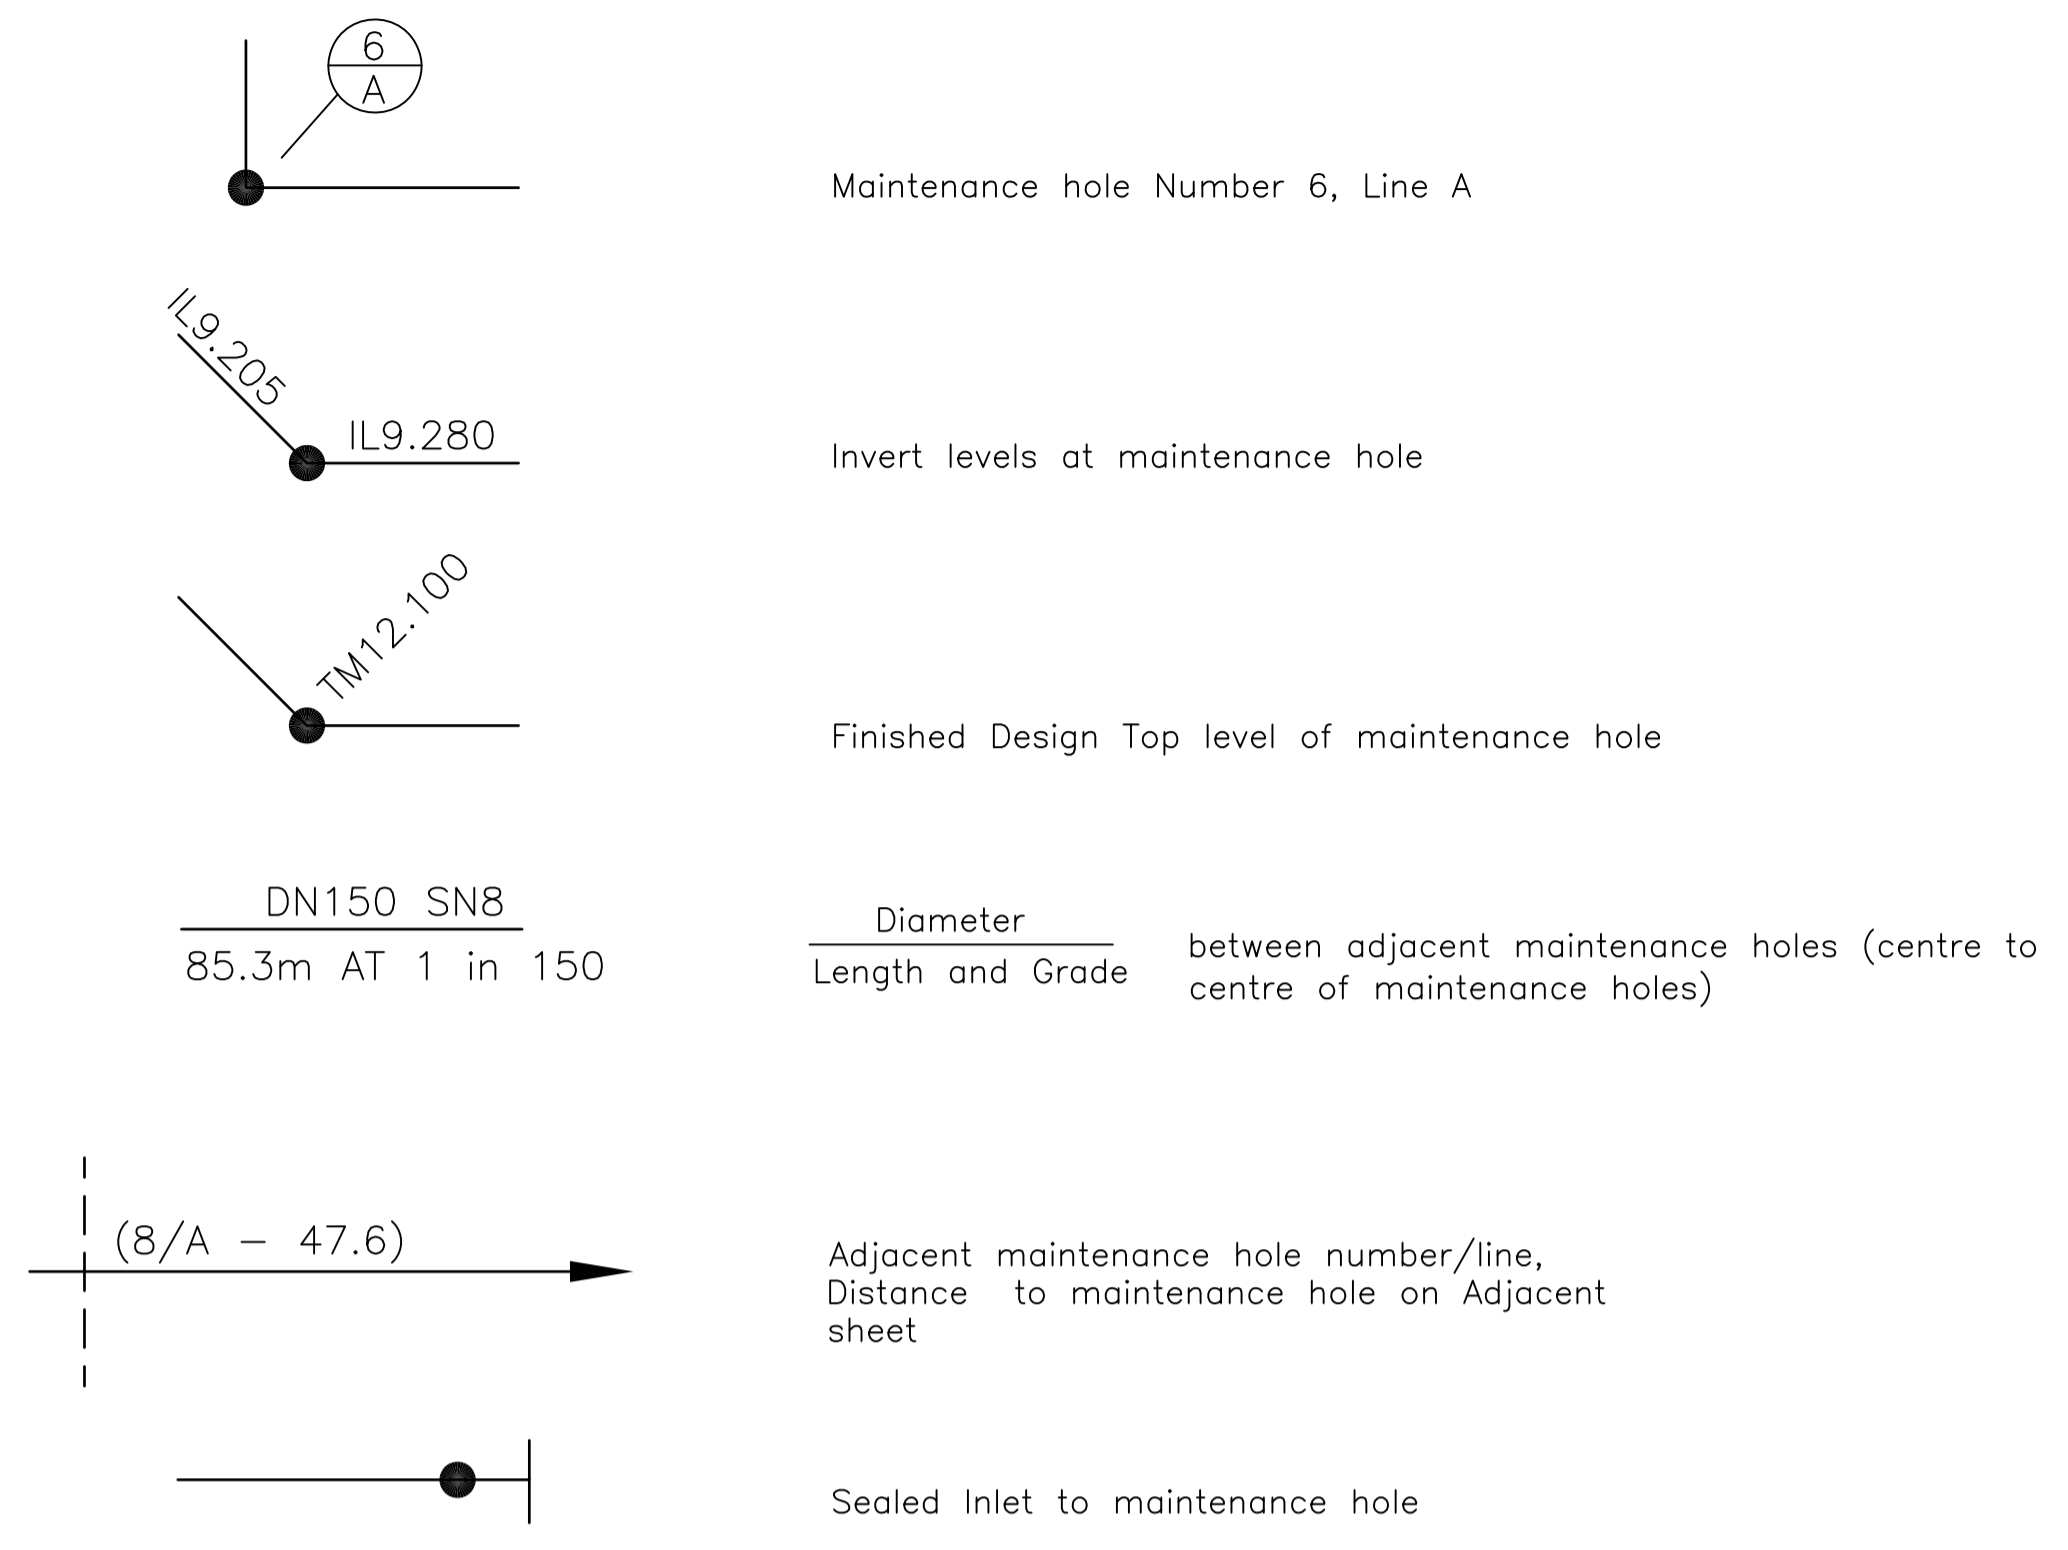 6
A
Maintenance hole Number 6, Line A
IL9.205
IL9.280
Invert levels at maintenance hole
TM12.100
Finished Design Top level of maintenance hole
DN150 SN8
85.3m AT 1 in 150
Diameter
Length and Grade
between adjacent maintenance holes (centre to
centre of maintenance holes)
(8/A - 47.6)
Adjacent maintenance hole number/line,
Distance to maintenance hole on Adjacent
sheet
Sealed Inlet to maintenance hole